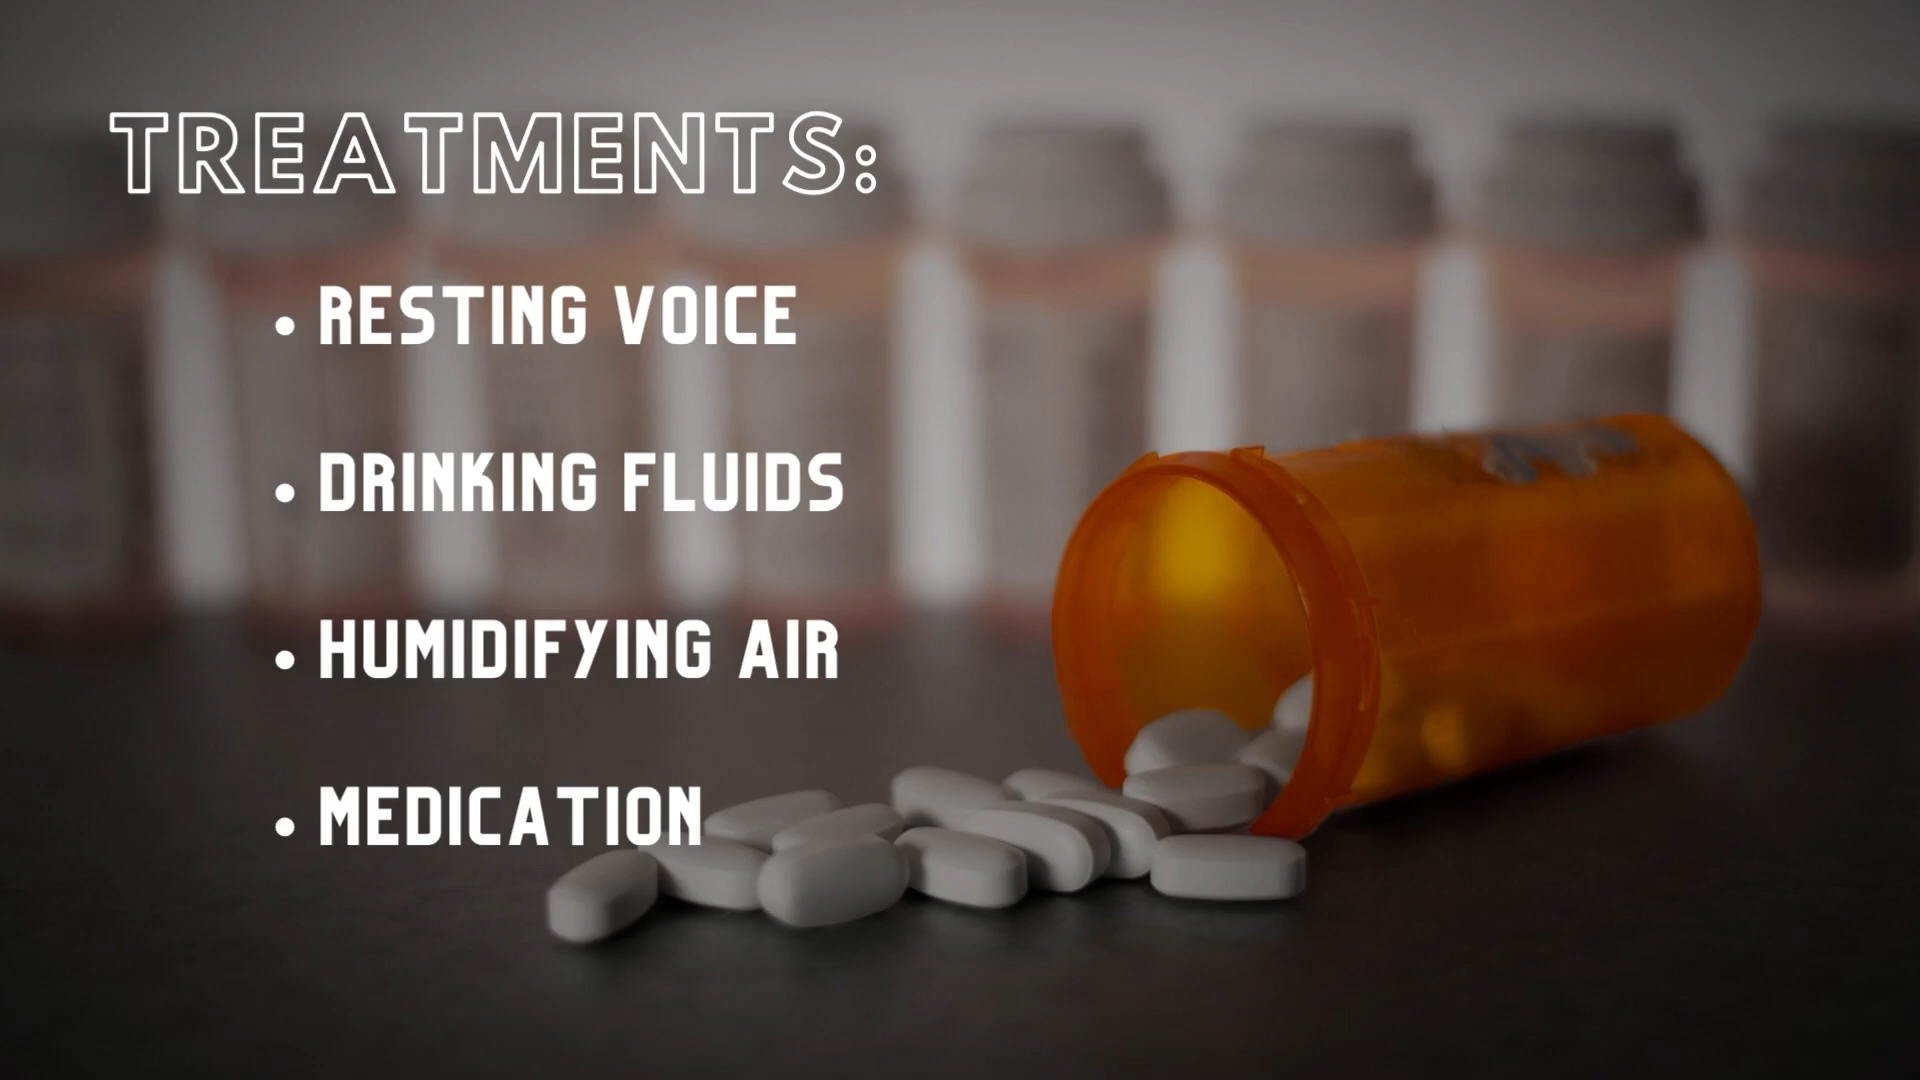 TREATMENTS:
• RESTING VOICE
• DRINKING FLUIDS
• HUMIDIFYING AIR
• MEDICATION